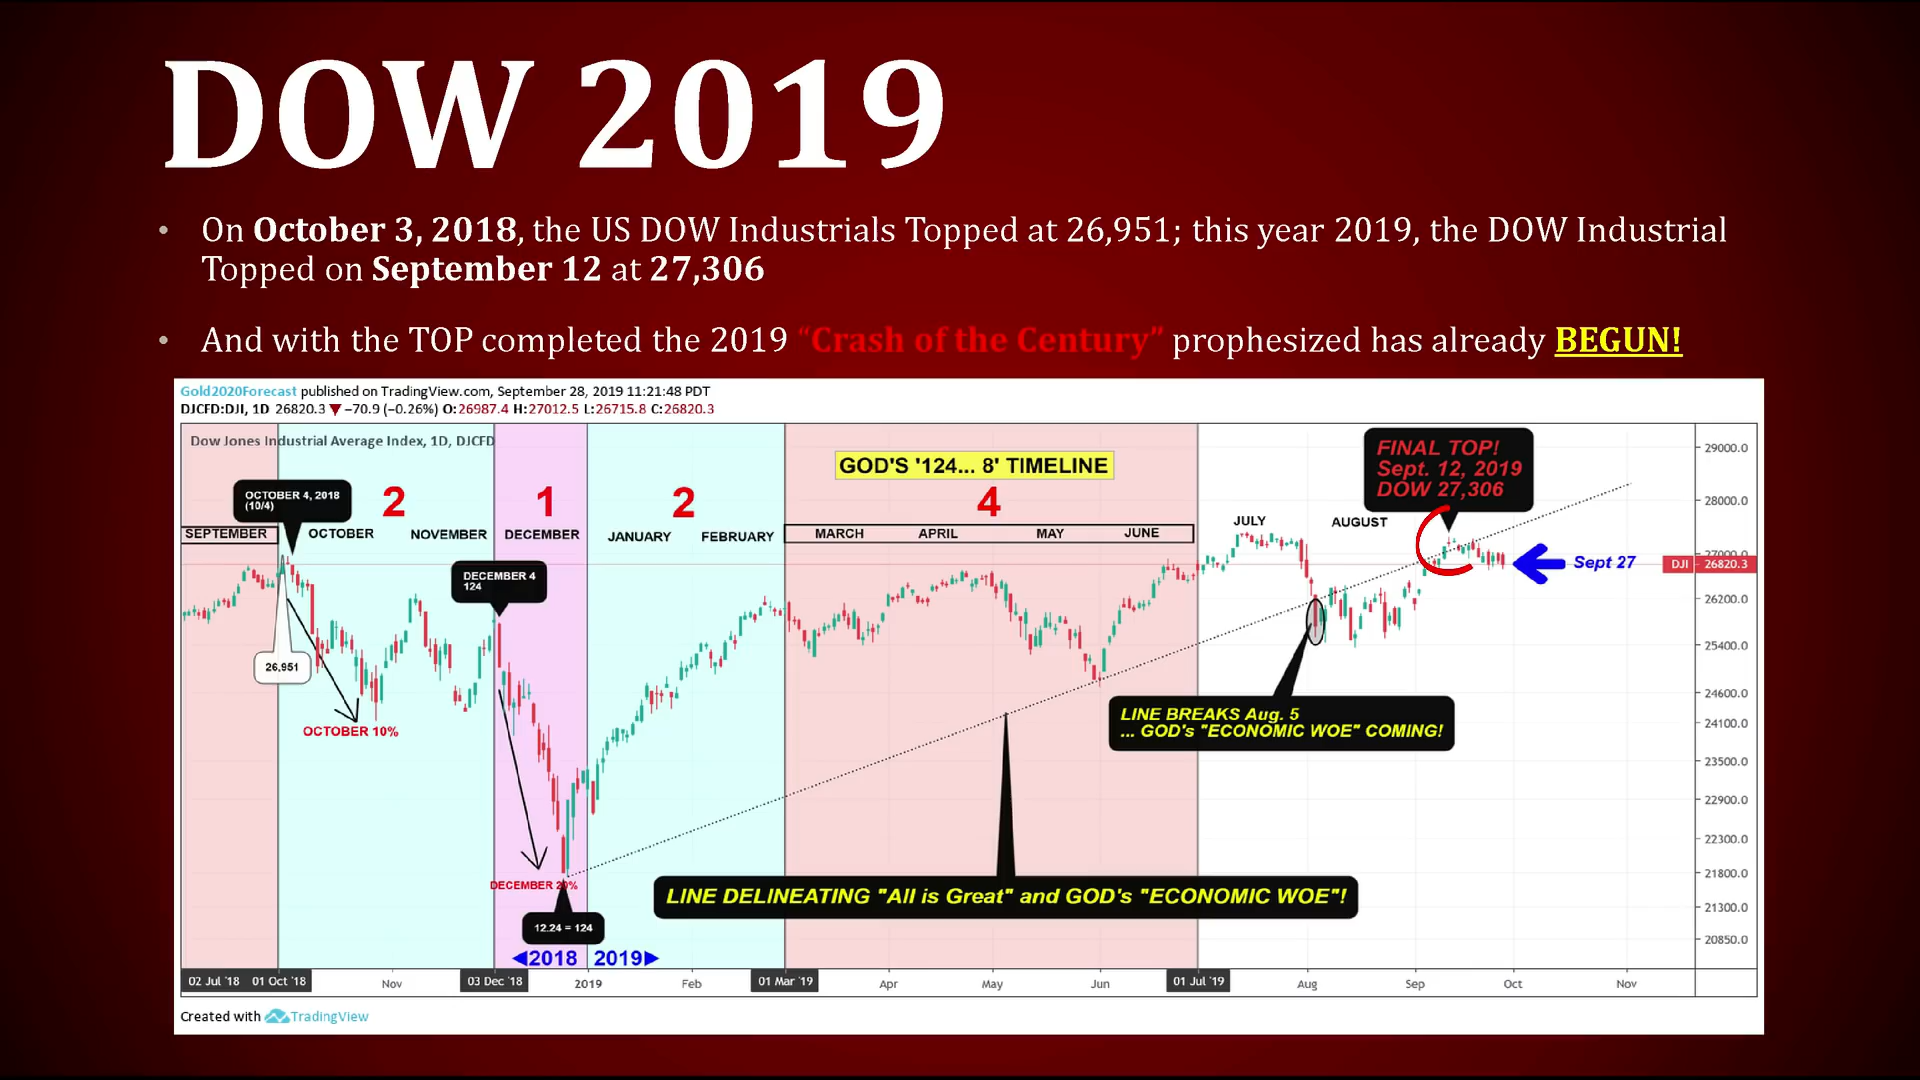 DOW 2019
• On October 3, 2018, the US DOW Industrials Topped at 26,951; this year 2019, the DOW Industrial
Topped on September 12 at 27,306
• And with the TOP completed the 2019 “Crash of the Century” prophesized has already BEGUN!
Gold2020Forecast published on TradingView.com, September 28, 2019 11:21:48 PDT
DJCFD:DJI, 1D 26820.3 ▼ −70.9 (−0.26%) O:26987.4 H:27012.5 L:26715.8 C:26820.3
Dow Jones Industrial Average Index, 1D, DJCFD
GOD'S '124... 8' TIMELINE
FINAL TOP!
Sept. 12, 2019
DOW 27,306
OCTOBER 4, 2018
(10/4)
2
1
2
4
SEPTEMBER
OCTOBER
NOVEMBER
DECEMBER
JANUARY
FEBRUARY
MARCH
APRIL
MAY
JUNE
JULY
AUGUST
DECEMBER 4
124
Sept 27
26,951
OCTOBER 10%
LINE BREAKS Aug. 5
... GOD's "ECONOMIC WOE" COMING!
DECEMBER 20%
LINE DELINEATING "All is Great" and GOD's "ECONOMIC WOE"!
12.24 = 124
◀2018
2019▶
29000.0
28000.0
27000.0
DJI 26820.3
26200.0
25400.0
24600.0
24100.0
23500.0
22900.0
22300.0
21800.0
21300.0
20850.0
02 Jul '18
01 Oct '18
Nov
03 Dec '18
2019
Feb
01 Mar '19
Apr
May
Jun
01 Jul '19
Aug
Sep
Oct
Nov
Created with TradingView